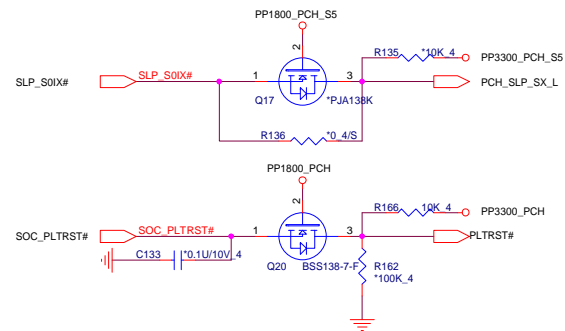 PP1800_PCH_S5
2
R135 *10K_4
PP3300_PCH_S5
SLP_S0IX# SLP_S0IX# 1 3 PCH_SLP_SX_L
Q17 *PJA138K
R136 *0_4/S
PP1800_PCH
2
R166 10K_4
PP3300_PCH
SOC_PLTRST# SOC_PLTRST# 1 3 PLTRST#
C133 *0.1U/10V_4
Q20 BSS138-7-F R162
*100K_4